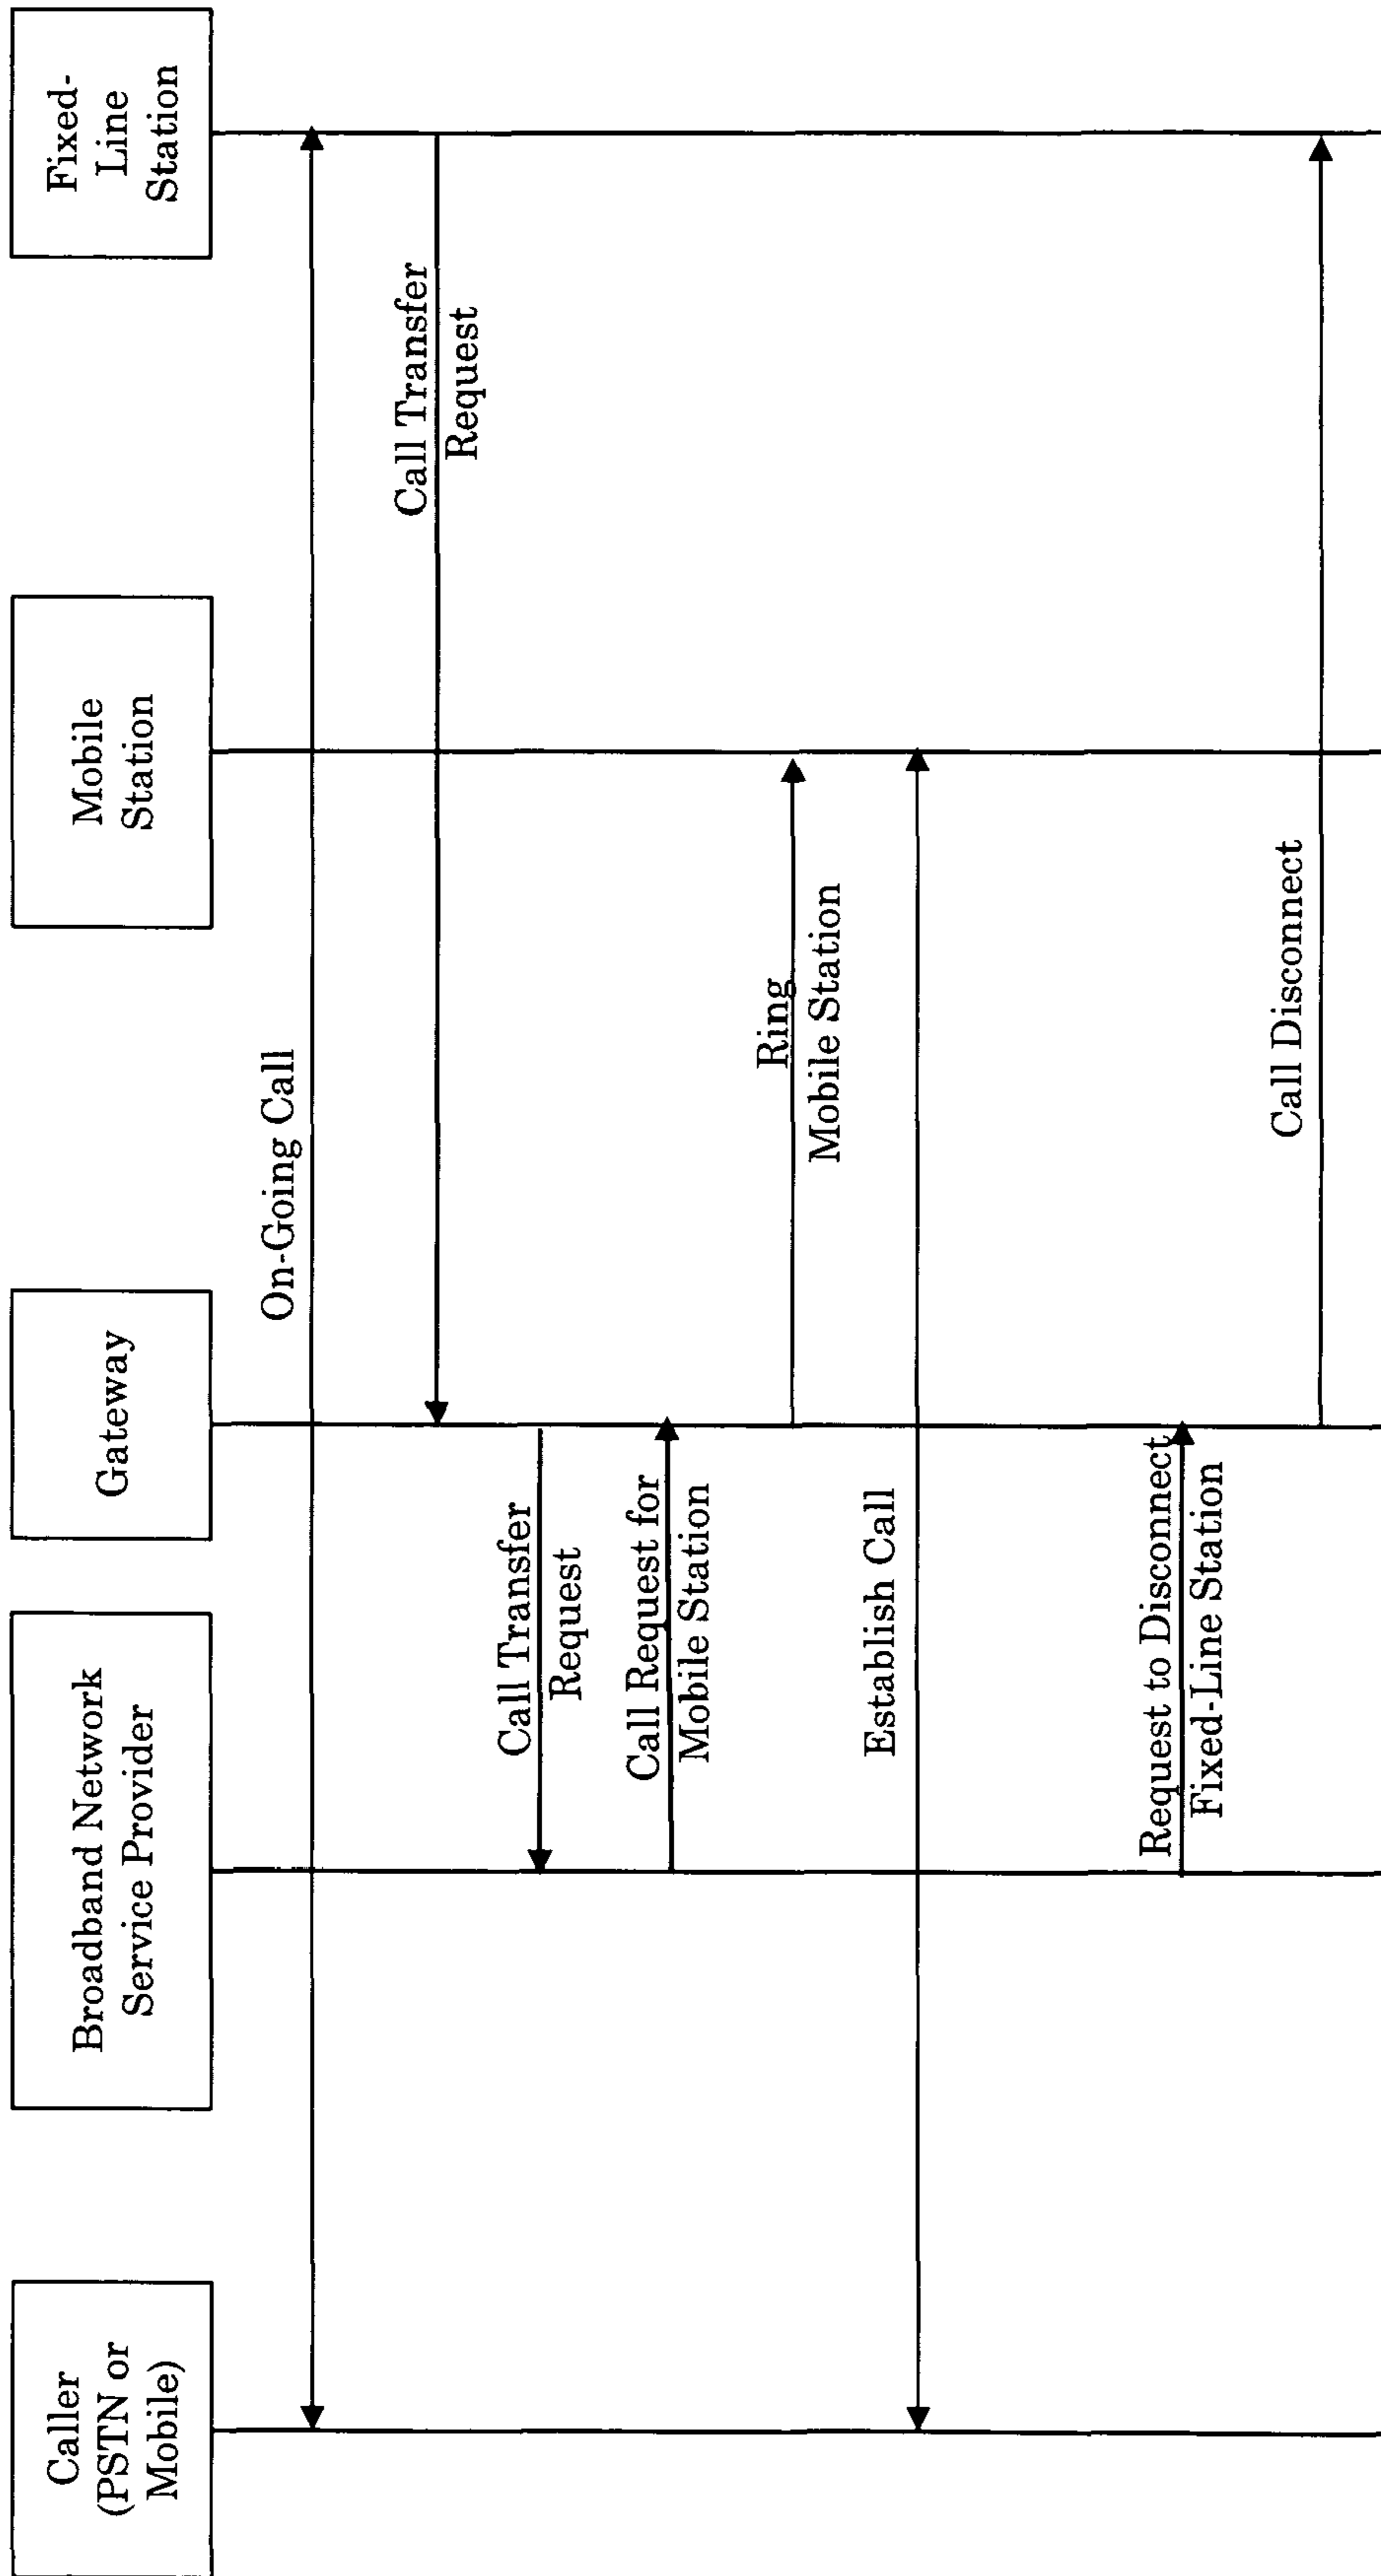 Caller
(PSTN or
Mobile)
Broadband Network
Service Provider
Gateway
Mobile
Station
Fixed-
Line
Station
On-Going Call
Call Transfer
Request
Call Transfer
Request
Call Request for
Mobile Station
Ring
Mobile Station
Establish Call
Request to Disconnect
Fixed-Line Station
Call Disconnect